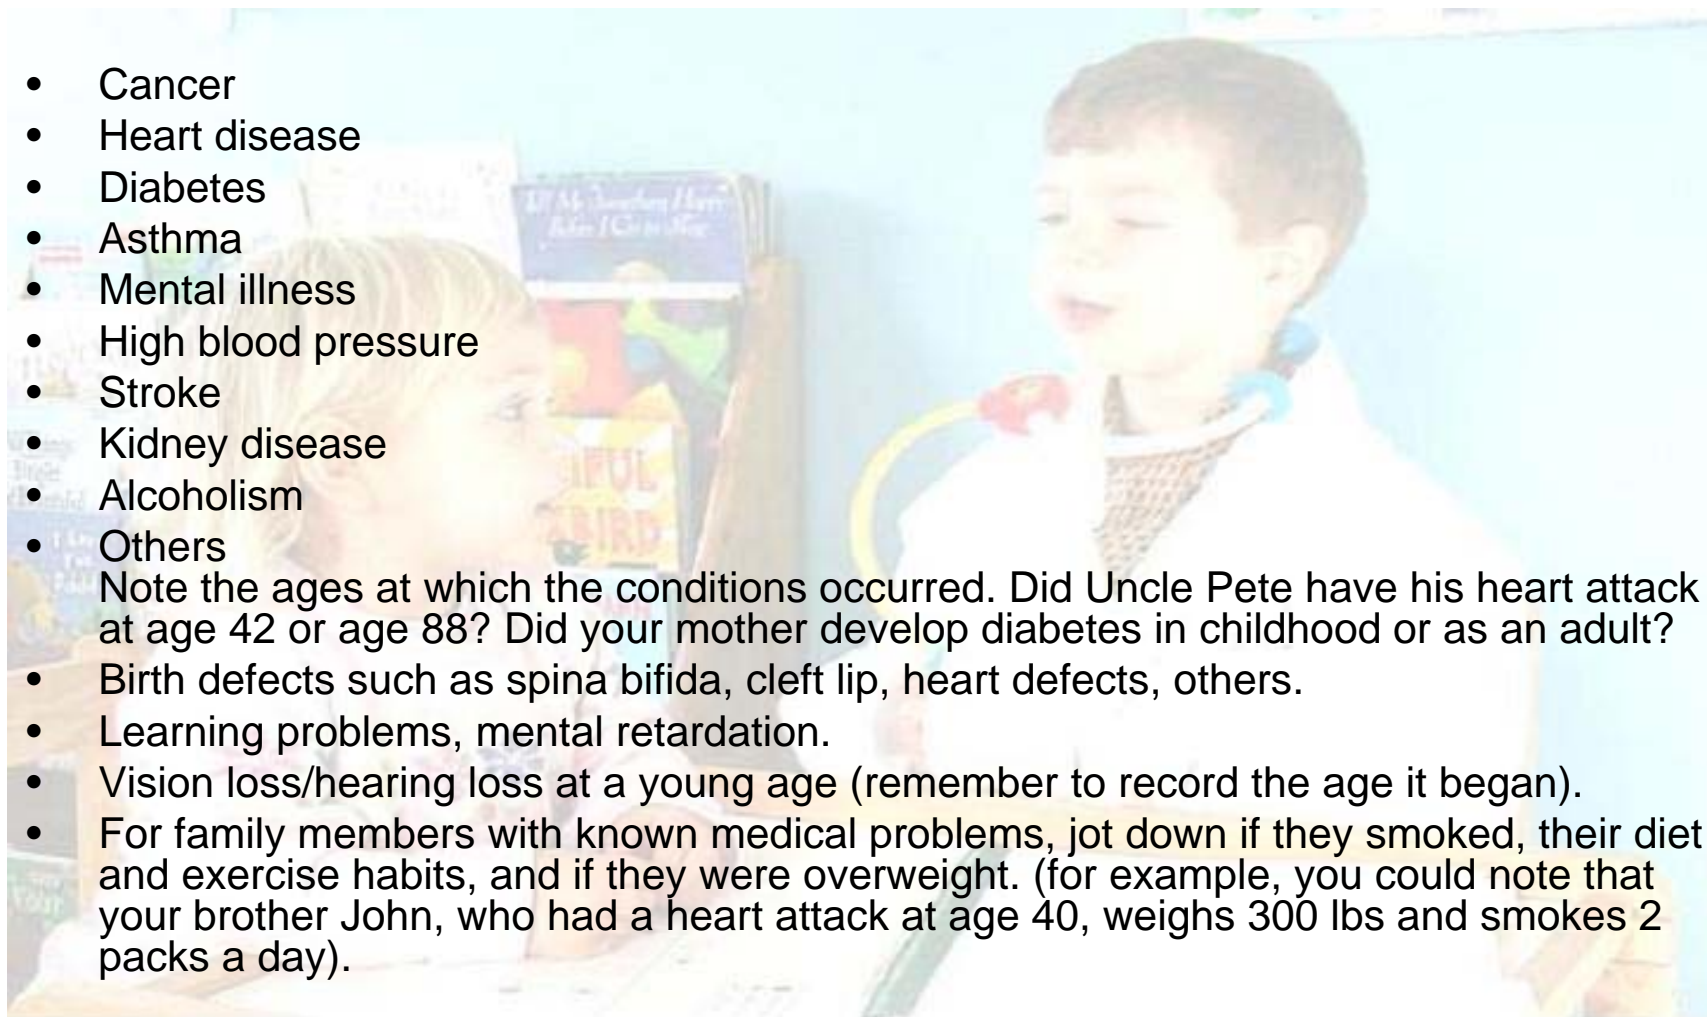 • Cancer
• Heart disease
• Diabetes
• Asthma
• Mental illness
• High blood pressure
• Stroke
• Kidney disease
• Alcoholism
• Others
Note the ages at which the conditions occurred. Did Uncle Pete have his heart attack
at age 42 or age 88? Did your mother develop diabetes in childhood or as an adult?
• Birth defects such as spina bifida, cleft lip, heart defects, others.
• Learning problems, mental retardation.
• Vision loss/hearing loss at a young age (remember to record the age it began).
• For family members with known medical problems, jot down if they smoked, their diet
and exercise habits, and if they were overweight. (for example, you could note that
your brother John, who had a heart attack at age 40, weighs 300 lbs and smokes 2
packs a day).